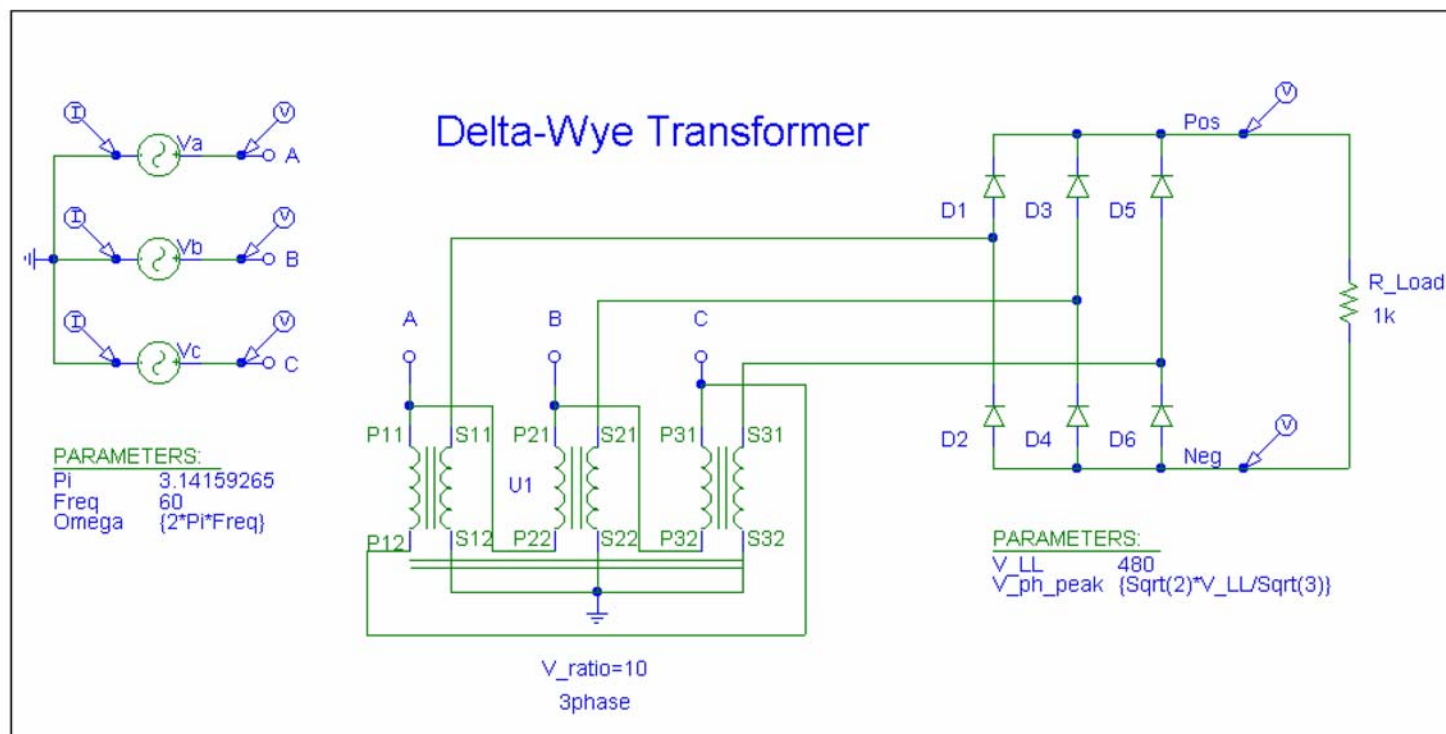 Delta-Wye Transformer
I
V
Va
A
I
V
Vb
B
I
V
Vc
C
PARAMETERS:
Pi 3.14159265
Freq 60
Omega {2*Pi*Freq}
A
B
C
P11
S11
P21
S21
P31
S31
U1
P12
S12
P22
S22
P32
S32
V_ratio=10
3phase
Pos
V
D1
D3
D5
R_Load
1k
D2
D4
D6
Neg
V
PARAMETERS:
V_LL 480
V_ph_peak {Sqrt(2)*V_LL/Sqrt(3)}